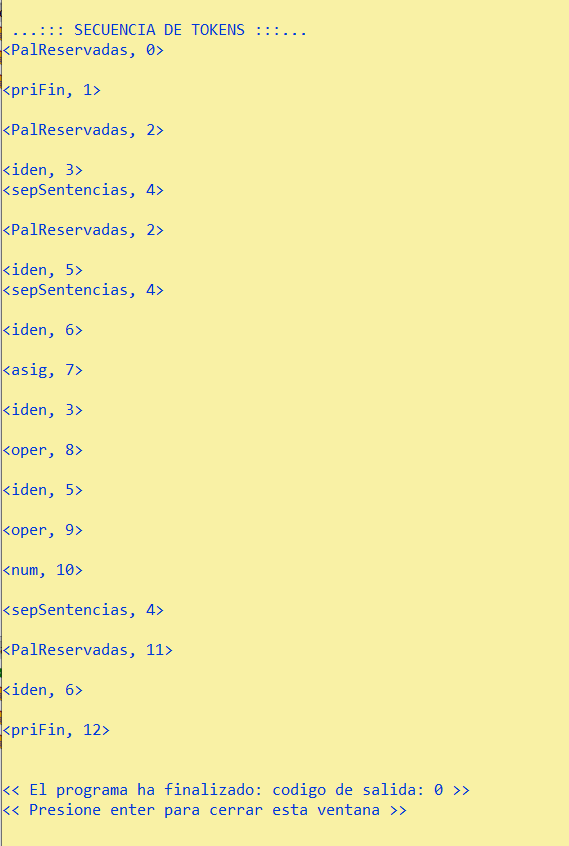 ...::: SECUENCIA DE TOKENS :::...
<PalReservadas, 0>
<priFin, 1>
<PalReservadas, 2>
<iden, 3>
<sepSentencias, 4>
<PalReservadas, 2>
<iden, 5>
<sepSentencias, 4>
<iden, 6>
<asig, 7>
<iden, 3>
<oper, 8>
<iden, 5>
<oper, 9>
<num, 10>
<sepSentencias, 4>
<PalReservadas, 11>
<iden, 6>
<priFin, 12>
<< El programa ha finalizado: codigo de salida: 0 >>
<< Presione enter para cerrar esta ventana >>